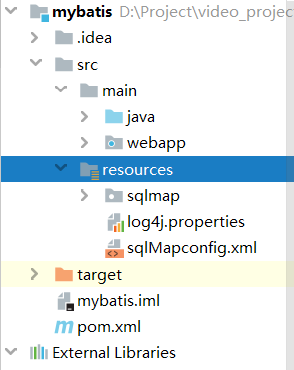 mybatis D:\Project\video_projec
.idea
src
main
java
webapp
resources
sqlmap
log4j.properties
sqlMapconfig.xml
target
mybatis.iml
m pom.xml
External Libraries